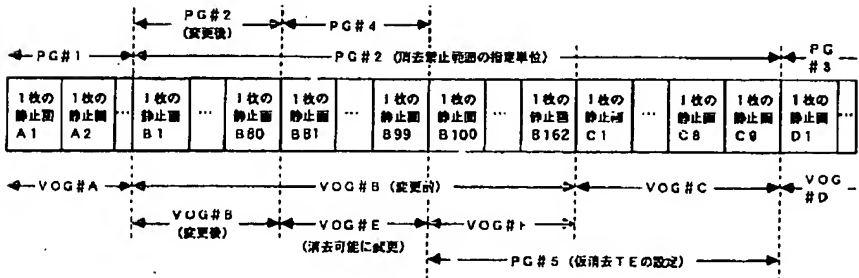 PG#2
(変更後)
PG#4
PG#1
PG#2 (消去禁止範囲の指定単位)
PG
#3
1枚の
静止画
A1
1枚の
静止画
A2
…
1枚の
静止画
B1
…
1枚の
静止画
B80
1枚の
静止画
B81
…
1枚の
静止画
B99
1枚の
静止画
B100
…
1枚の
静止画
B162
1枚の
静止画
C1
…
1枚の
静止画
C8
1枚の
静止画
C9
1枚の
静止画
D1
…
VOG#A
VOG#B (変更前)
VOG#C
VOG
#D
VOG#B
(変更後)
VOG#E
(消去可能に変更)
VOG#F
PG#5 (仮消去TEの設定)